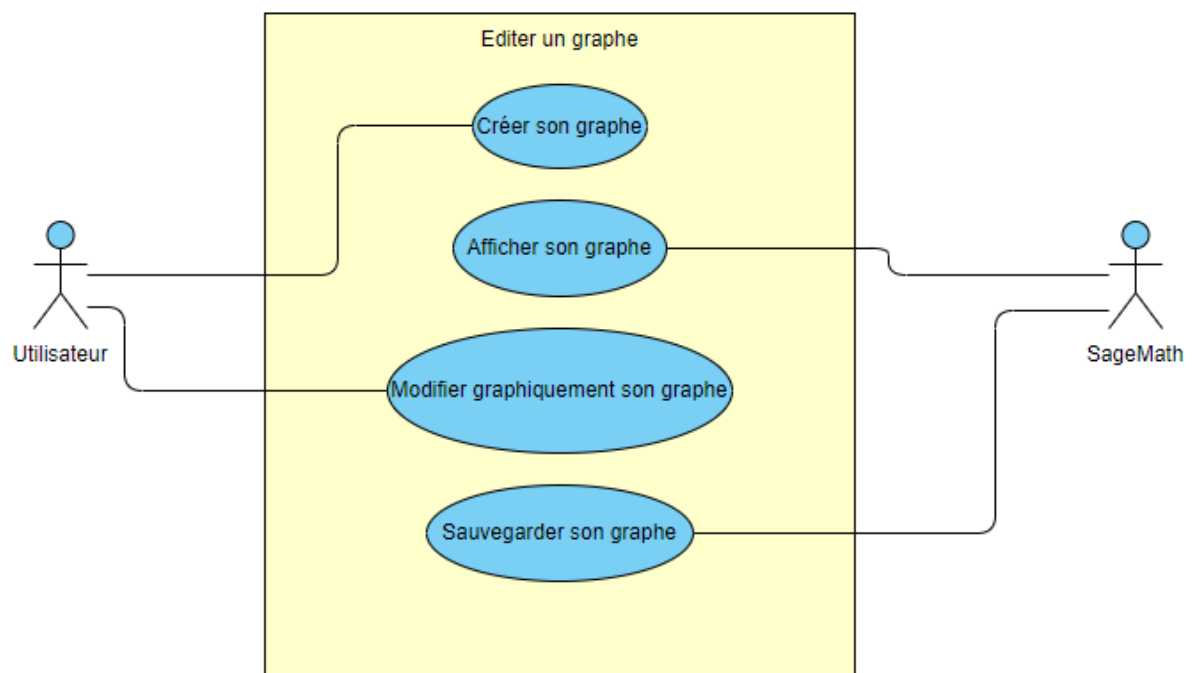 Editer un graphe
Créer son graphe
Afficher son graphe
Utilisateur
SageMath
Modifier graphiquement son graphe
Sauvegarder son graphe